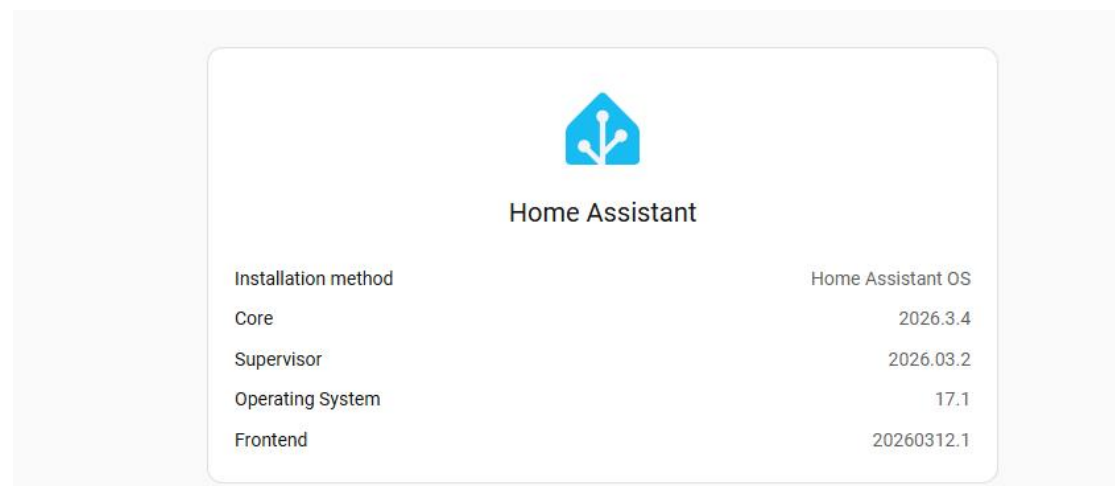 Home Assistant
Installation method Home Assistant OS
Core 2026.3.4
Supervisor 2026.03.2
Operating System 17.1
Frontend 20260312.1